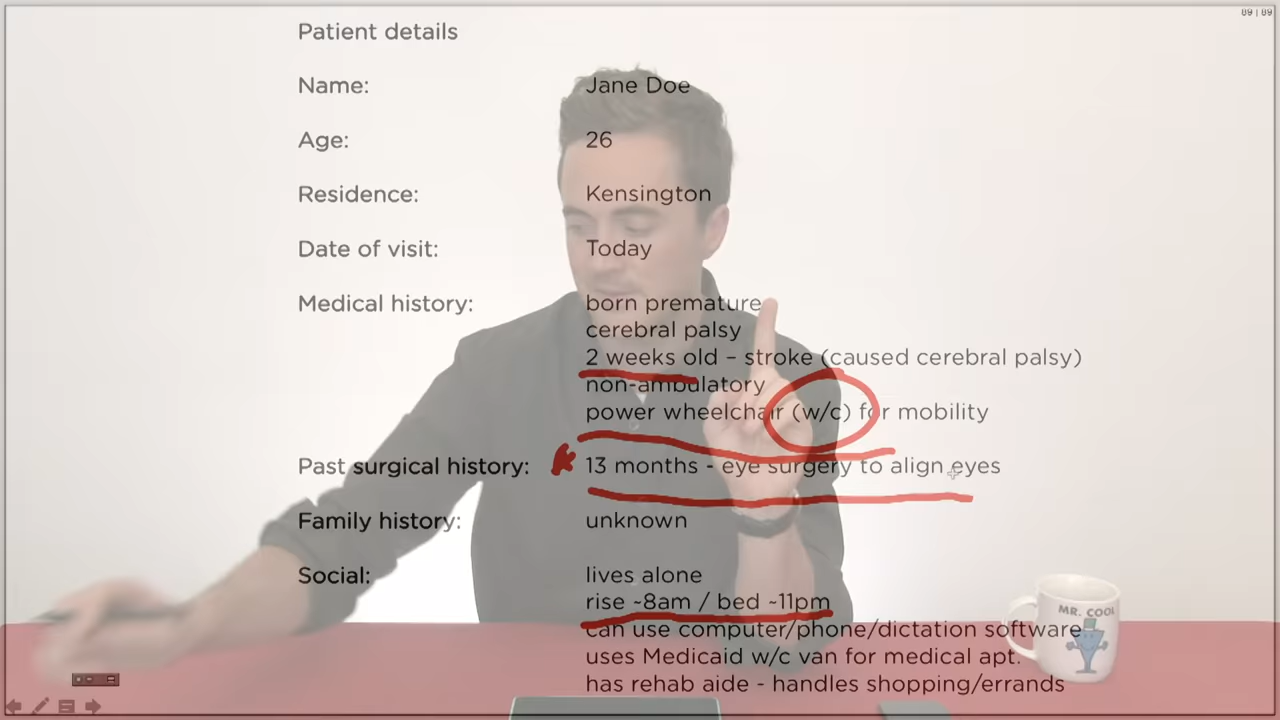 89 | 89
Patient details
Name: Jane Doe
Age: 26
Residence: Kensington
Date of visit: Today
Medical history: born premature
cerebral palsy
2 weeks old – stroke (caused cerebral palsy)
non-ambulatory
power wheelchair (w/c) for mobility
Past surgical history: 13 months - eye surgery to align eyes
Family history: unknown
Social: lives alone
rise ~8am / bed ~11pm
can use computer/phone/dictation software
uses Medicaid w/c van for medical apt.
has rehab aide - handles shopping/errands
MR. COOL